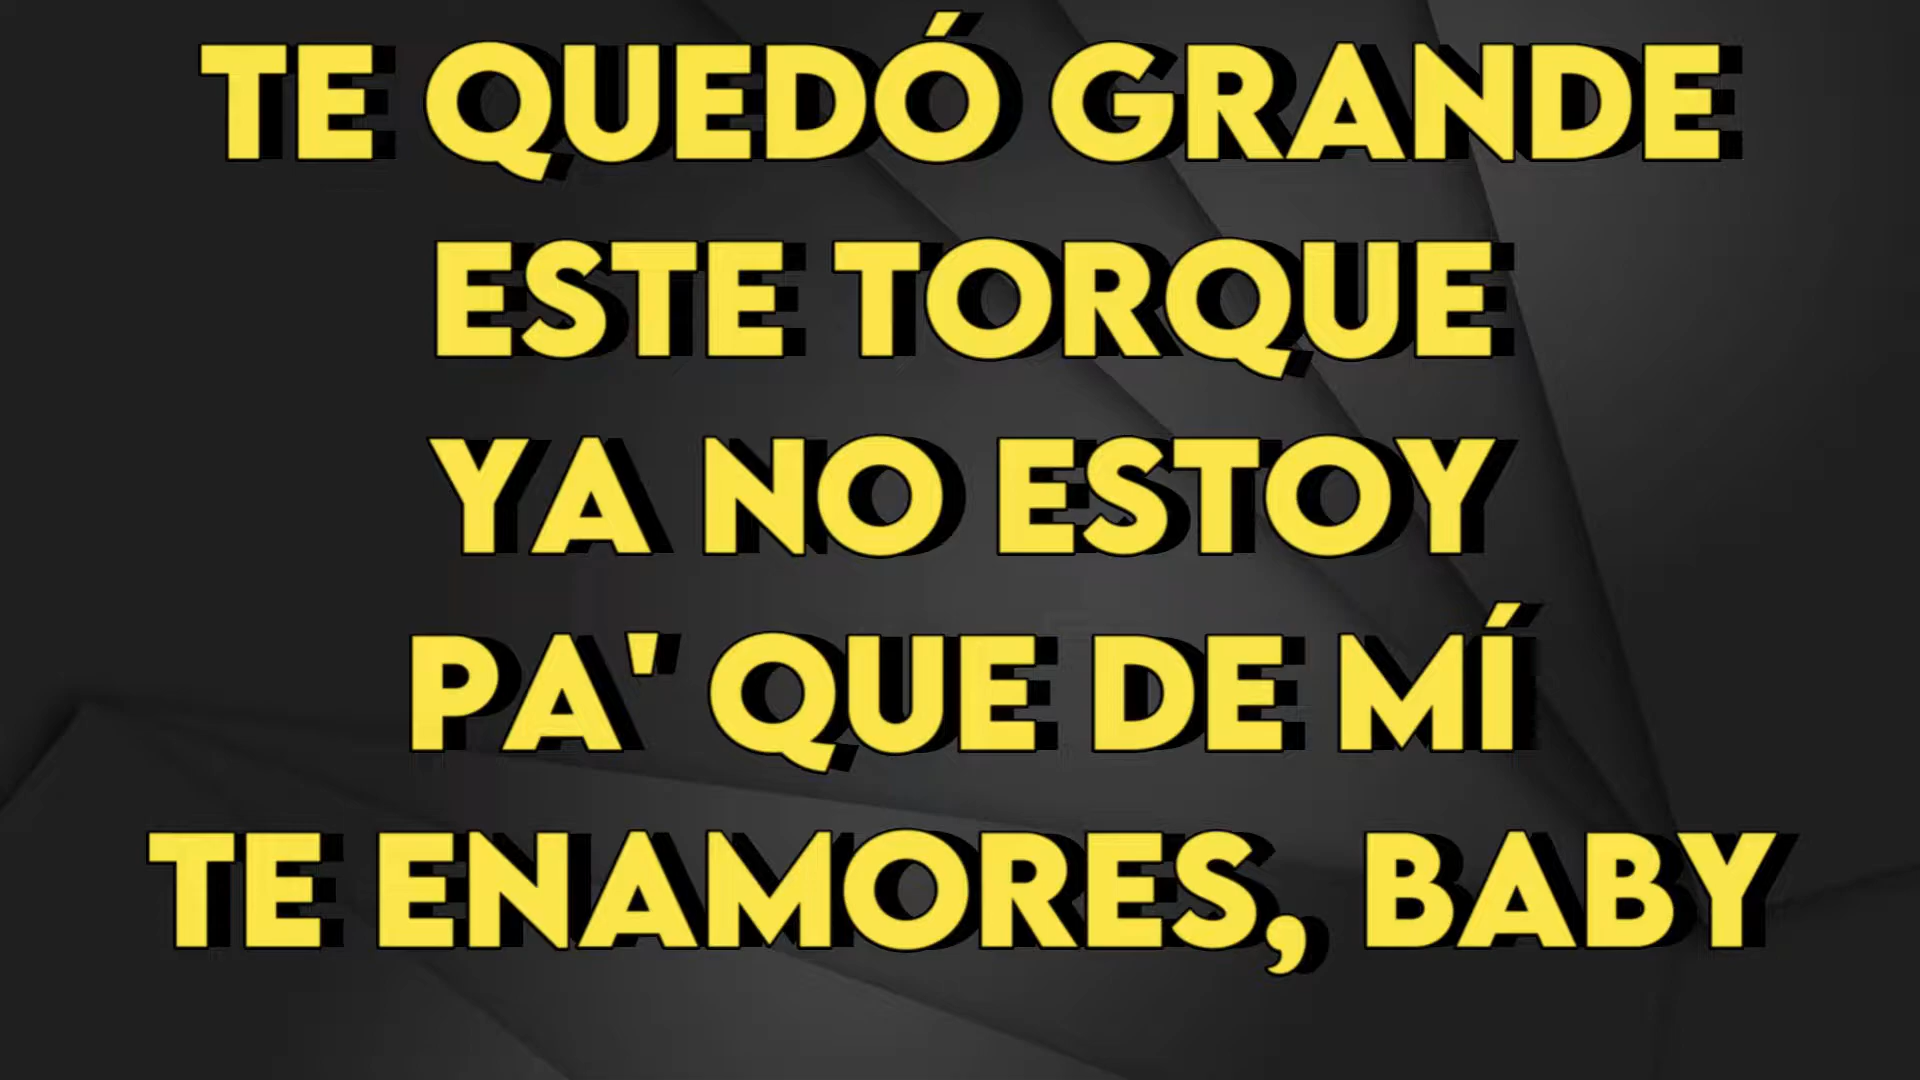 TE QUEDÓ GRANDE
ESTE TORQUE
YA NO ESTOY
PA' QUE DE MÍ
TE ENAMORES, BABY